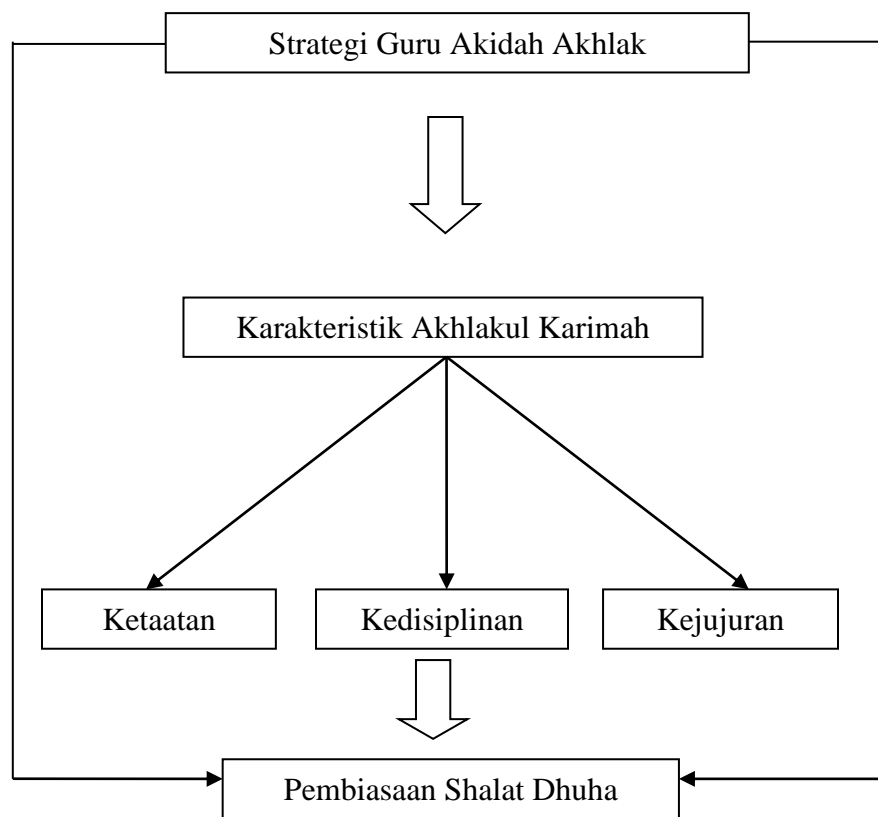 Strategi Guru Akidah Akhlak
Karakteristik Akhlakul Karimah
Ketaatan
Kedisiplinan
Kejujuran
Pembiasaan Shalat Dhuha